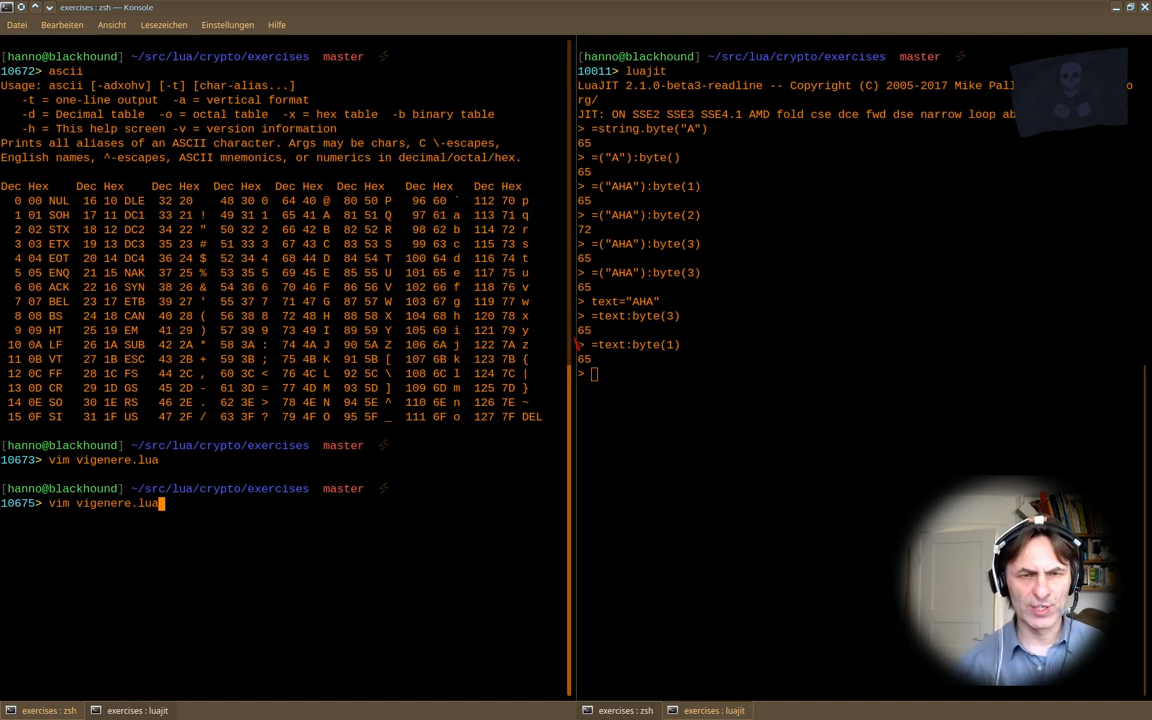 exercises : zsh — Konsole
Datei Bearbeiten Ansicht Lesezeichen Einstellungen Hilfe
[hanno@blackhound] ~/src/lua/crypto/exercises master
10672> ascii
Usage: ascii [-adxohv] [-t] [char-alias...]
-t = one-line output -a = vertical format
-d = Decimal table -o = octal table -x = hex table -b binary table
-h = This help screen -v = version information
Prints all aliases of an ASCII character. Args may be chars, C \-escapes,
English names, ^-escapes, ASCII mnemonics, or numerics in decimal/octal/hex.
Dec Hex Dec Hex Dec Hex Dec Hex Dec Hex Dec Hex Dec Hex Dec Hex
0 00 NUL 16 10 DLE 32 20 48 30 0 64 40 @ 80 50 P 96 60 ` 112 70 p
1 01 SOH 17 11 DC1 33 21 ! 49 31 1 65 41 A 81 51 Q 97 61 a 113 71 q
2 02 STX 18 12 DC2 34 22 " 50 32 2 66 42 B 82 52 R 98 62 b 114 72 r
3 03 ETX 19 13 DC3 35 23 # 51 33 3 67 43 C 83 53 S 99 63 c 115 73 s
4 04 EOT 20 14 DC4 36 24 $ 52 34 4 68 44 D 84 54 T 100 64 d 116 74 t
5 05 ENQ 21 15 NAK 37 25 % 53 35 5 69 45 E 85 55 U 101 65 e 117 75 u
6 06 ACK 22 16 SYN 38 26 & 54 36 6 70 46 F 86 56 V 102 66 f 118 76 v
7 07 BEL 23 17 ETB 39 27 ' 55 37 7 71 47 G 87 57 W 103 67 g 119 77 w
8 08 BS 24 18 CAN 40 28 ( 56 38 8 72 48 H 88 58 X 104 68 h 120 78 x
9 09 HT 25 19 EM 41 29 ) 57 39 9 73 49 I 89 59 Y 105 69 i 121 79 y
10 0A LF 26 1A SUB 42 2A * 58 3A : 74 4A J 90 5A Z 106 6A j 122 7A z
11 0B VT 27 1B ESC 43 2B + 59 3B ; 75 4B K 91 5B [ 107 6B k 123 7B {
12 0C FF 28 1C FS 44 2C , 60 3C < 76 4C L 92 5C \ 108 6C l 124 7C |
13 0D CR 29 1D GS 45 2D - 61 3D = 77 4D M 93 5D ] 109 6D m 125 7D }
14 0E SO 30 1E RS 46 2E . 62 3E > 78 4E N 94 5E ^ 110 6E n 126 7E ~
15 0F SI 31 1F US 47 2F / 63 3F ? 79 4F O 95 5F _ 111 6F o 127 7F DEL
[hanno@blackhound] ~/src/lua/crypto/exercises master
10673> vim vigenere.lua
[hanno@blackhound] ~/src/lua/crypto/exercises master
10675> vim vigenere.lua
[hanno@blackhound] ~/src/lua/crypto/exercises master
10011> luajit
LuaJIT 2.1.0-beta3-readline -- Copyright (C) 2005-2017 Mike
rg/
JIT: ON SSE2 SSE3 SSE4.1 AMD fold cse dce fwd dse narrow loop
> =string.byte("A")
65
> =("A"):byte()
65
> =("AHA"):byte(1)
65
> =("AHA"):byte(2)
72
> =("AHA"):byte(3)
65
> =("AHA"):byte(3)
65
> text="AHA"
> =text:byte(3)
65
> =text:byte(1)
65
>
exercises : zsh exercises : luajit
exercises : zsh exercises : luajit